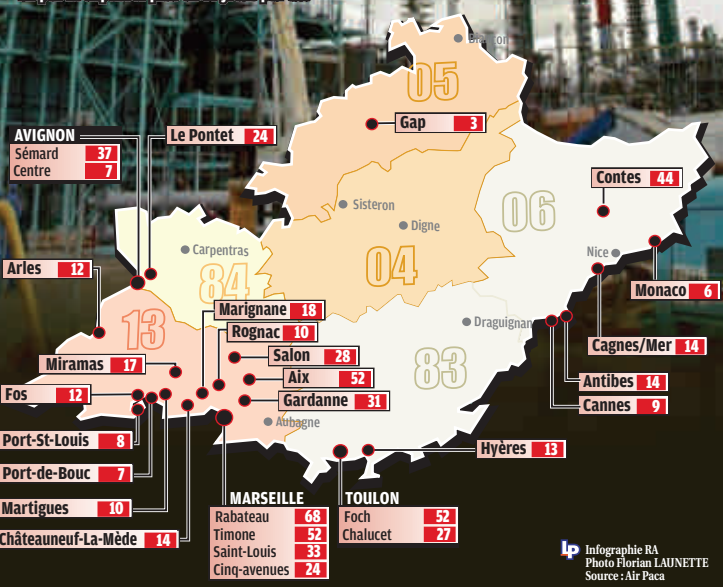 05
Gap 3
AVIGNON
Sémard 37
Centre 7
Le Pontet 24
Contes 44
Sisteron
06
Digne
Carpentras
04
Nice
Arles 12
84
Monaco 6
Marignane 18
13
Rognac 10
Draguignan
Salon 28
Cagnes/Mer 14
Miramas 17
83
Aix 52
Antibes 14
Fos 12
Gardanne 31
Cannes 9
Aubagne
Port-St-Louis 8
Hyères 13
Port-de-Bouc 7
Martigues 10
Châteauneuf-La-Mède 14
MARSEILLE
Rabateau 68
Timone 52
Saint-Louis 33
Cinq-avenues 24
TOULON
Foch 52
Chalucet 27
LP
Infographie RA
Photo Florian LAUNETTE
Source : Air Paca